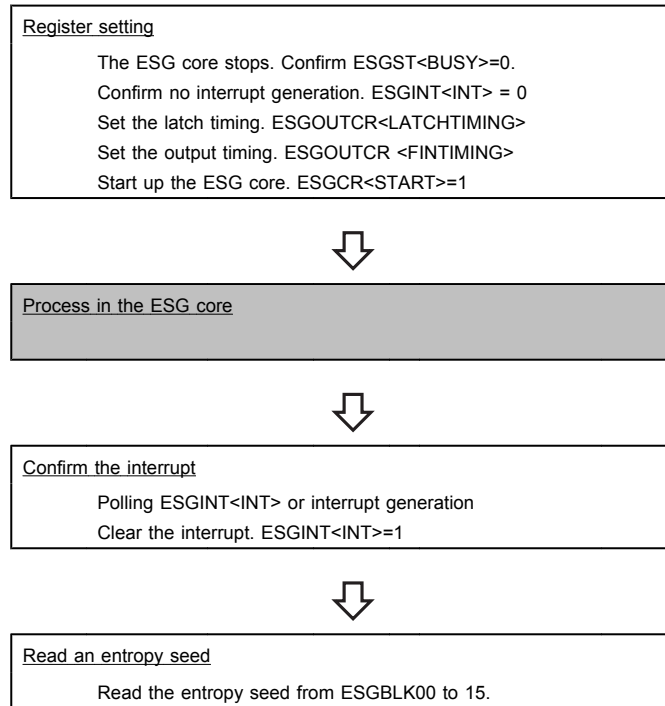 Register setting
The ESG core stops. Confirm ESGST<BUSY>=0.
Confirm no interrupt generation. ESGINT<INT> = 0
Set the latch timing. ESGOUTCR<LATCHTIMING>
Set the output timing. ESGOUTCR <FINTIMING>
Start up the ESG core. ESGCR<START>=1
Process in the ESG core
Confirm the interrupt
Polling ESGINT<INT> or interrupt generation
Clear the interrupt. ESGINT<INT>=1
Read an entropy seed
Read the entropy seed from ESGBLK00 to 15.